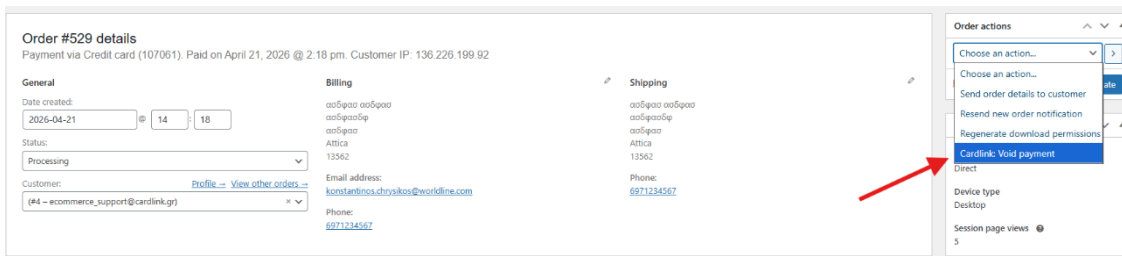 Order #529 details
Payment via Credit card (107061). Paid on April 21, 2026 @ 2:18 pm. Customer IP: 136.226.199.92
General
Date created:
2026-04-21 @ 14 : 18
Status:
Processing
Customer: Profile → View other orders →
(#4 – ecommerce_support@cardlink.gr) ×
Billing
ασδφασ ασδφασ
ασδφασδφ
ασδφασ
Attica
13562
Email address:
konstantinos.chrysikos@worldline.com
Phone:
6971234567
Shipping
ασδφασ ασδφασ
ασδφασδφ
ασδφασ
Attica
13562
Phone:
6971234567
Order actions
Choose an action...
Choose an action...
Send order details to customer
Resend new order notification
Regenerate download permissions
Cardlink: Void payment
Direct
Device type
Desktop
Session page views
5